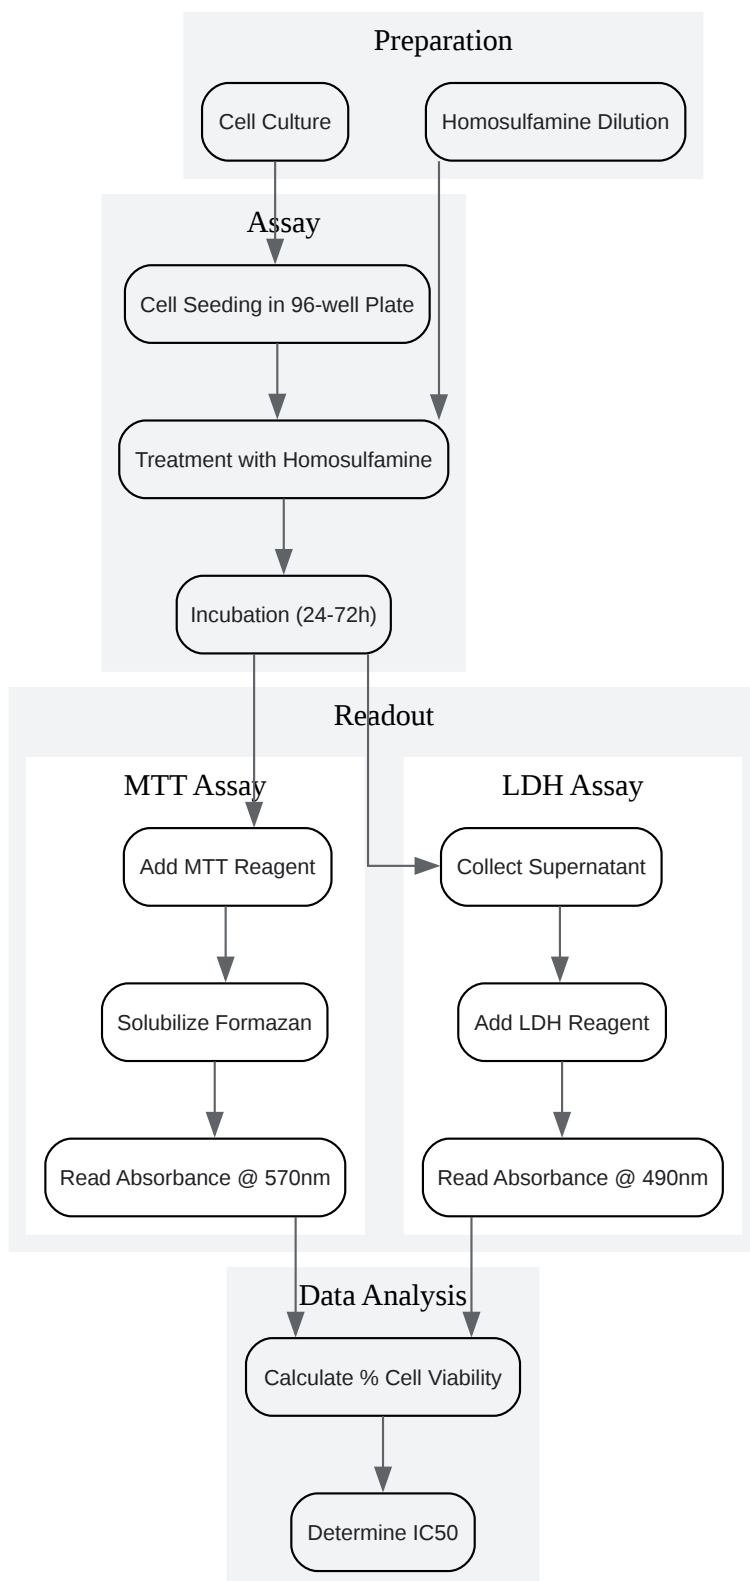 Preparation
Cell Culture
Homosulfamine Dilution
Assay
Cell Seeding in 96-well Plate
Treatment with Homosulfamine
Incubation (24-72h)
Readout
MTT Assay
LDH Assay
Add MTT Reagent
Collect Supernatant
Solubilize Formazan
Add LDH Reagent
Read Absorbance @ 570nm
Read Absorbance @ 490nm
Data Analysis
Calculate % Cell Viability
Determine IC50